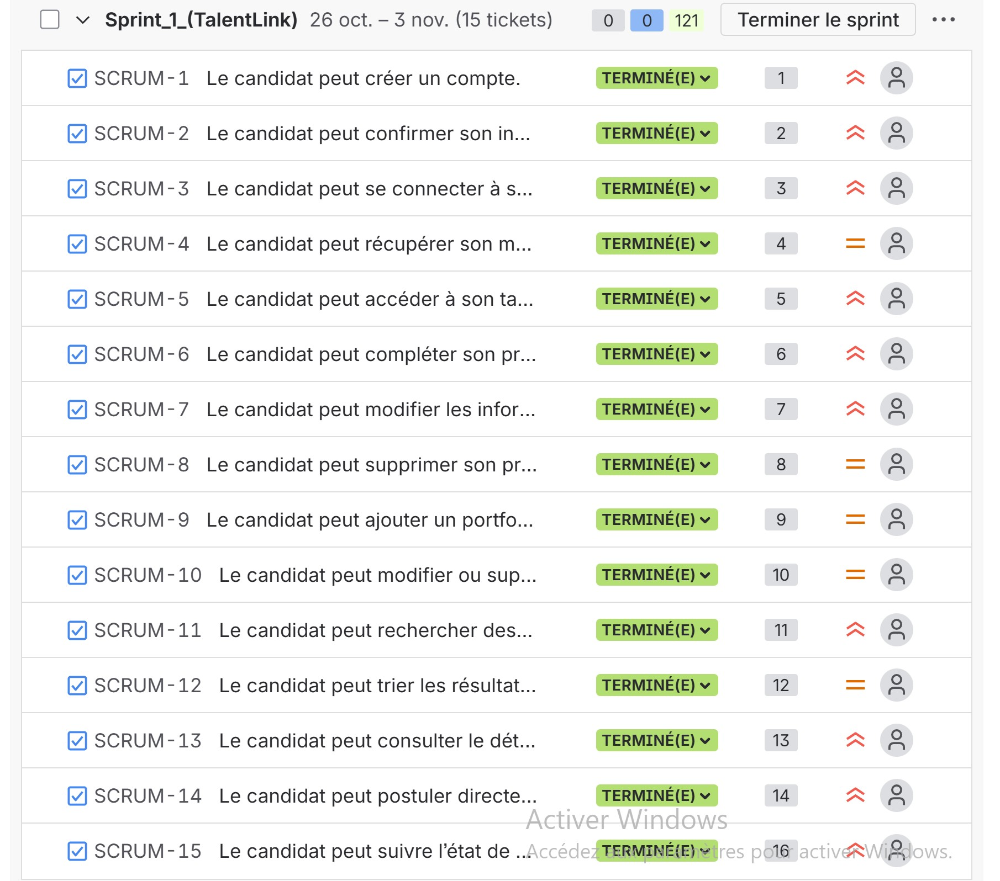 Sprint_1_(TalentLink) 26 oct. – 3 nov. (15 tickets) 0 0 121 Terminer le sprint
SCRUM-1 Le candidat peut créer un compte. TERMINÉ(E) 1
SCRUM-2 Le candidat peut confirmer son in... TERMINÉ(E) 2
SCRUM-3 Le candidat peut se connecter à s... TERMINÉ(E) 3
SCRUM-4 Le candidat peut récupérer son m... TERMINÉ(E) 4
SCRUM-5 Le candidat peut accéder à son ta... TERMINÉ(E) 5
SCRUM-6 Le candidat peut compléter son pr... TERMINÉ(E) 6
SCRUM-7 Le candidat peut modifier les infor... TERMINÉ(E) 7
SCRUM-8 Le candidat peut supprimer son pr... TERMINÉ(E) 8
SCRUM-9 Le candidat peut ajouter un portfo... TERMINÉ(E) 9
SCRUM-10 Le candidat peut modifier ou sup... TERMINÉ(E) 10
SCRUM-11 Le candidat peut rechercher des... TERMINÉ(E) 11
SCRUM-12 Le candidat peut trier les résultat... TERMINÉ(E) 12
SCRUM-13 Le candidat peut consulter le dét... TERMINÉ(E) 13
SCRUM-14 Le candidat peut postuler directe... TERMINÉ(E) 14
Activer Windows
SCRUM-15 Le candidat peut suivre l’état de ... TERMINÉ(E) 16
Accédez aux paramètres pour activer Windows.